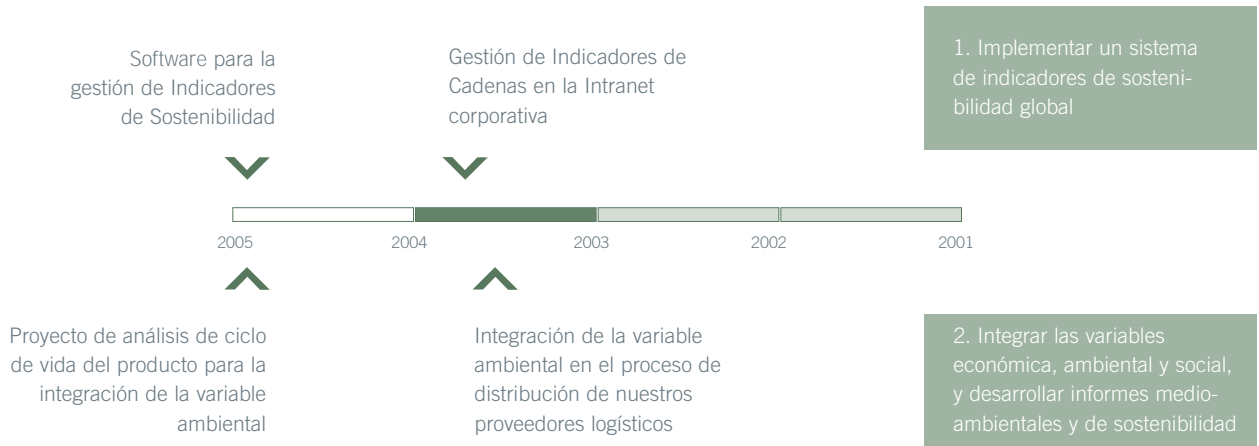 Software para la
gestión de Indicadores
de Sostenibilidad
Gestión de Indicadores de
Cadenas en la Intranet
corporativa
1. Implementar un sistema
de indicadores de sosteni-
bilidad global
2005
2004
2003
2002
2001
Proyecto de análisis de ciclo
de vida del producto para la
integración de la variable
ambiental
Integración de la variable
ambiental en el proceso de
distribución de nuestros
proveedores logísticos
2. Integrar las variables
económica, ambiental y social,
y desarrollar informes medio-
ambientales y de sostenibilidad